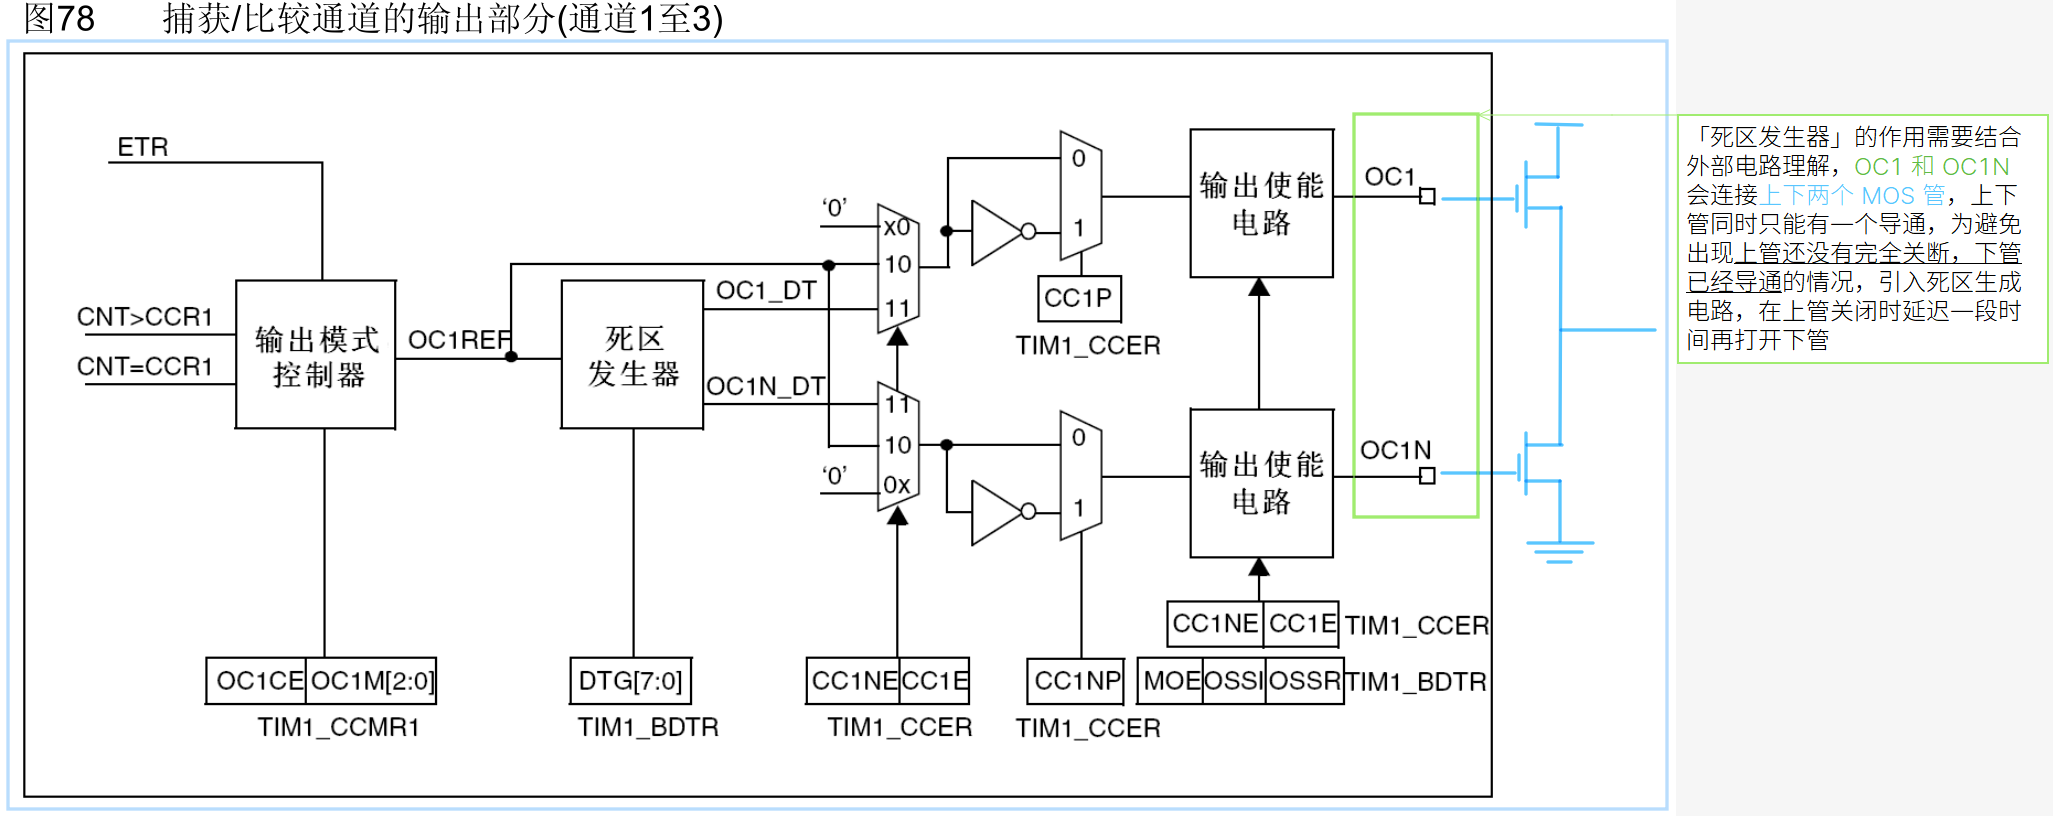 图78 捕获/比较通道的输出部分(通道1至3)
ETR
CNT>CCR1
CNT=CCR1
输出模式
控制器
OC1REF
死区
发生器
OC1_DT
OC1N_DT
‘0’
x0
10
11
11
10
0x
‘0’
0
1
CC1P
TIM1_CCER
0
1
输出使能
电路
输出使能
电路
OC1
OC1N
CC1NE CC1E TIM1_CCER
OC1CE OC1M[2:0]
TIM1_CCMR1
DTG[7:0]
TIM1_BDTR
CC1NE CC1E
TIM1_CCER
CC1NP
TIM1_CCER
MOE OSSI OSSR TIM1_BDTR
「死区发生器」的作用需要结合
外部电路理解，OC1 和 OC1N
会连接上下两个 MOS 管，上下
管同时只能有一个导通，为避免
出现上管还没有完全关断，下管
已经导通的情况，引入死区生成
电路，在上管关闭时延迟一段时
间再打开下管